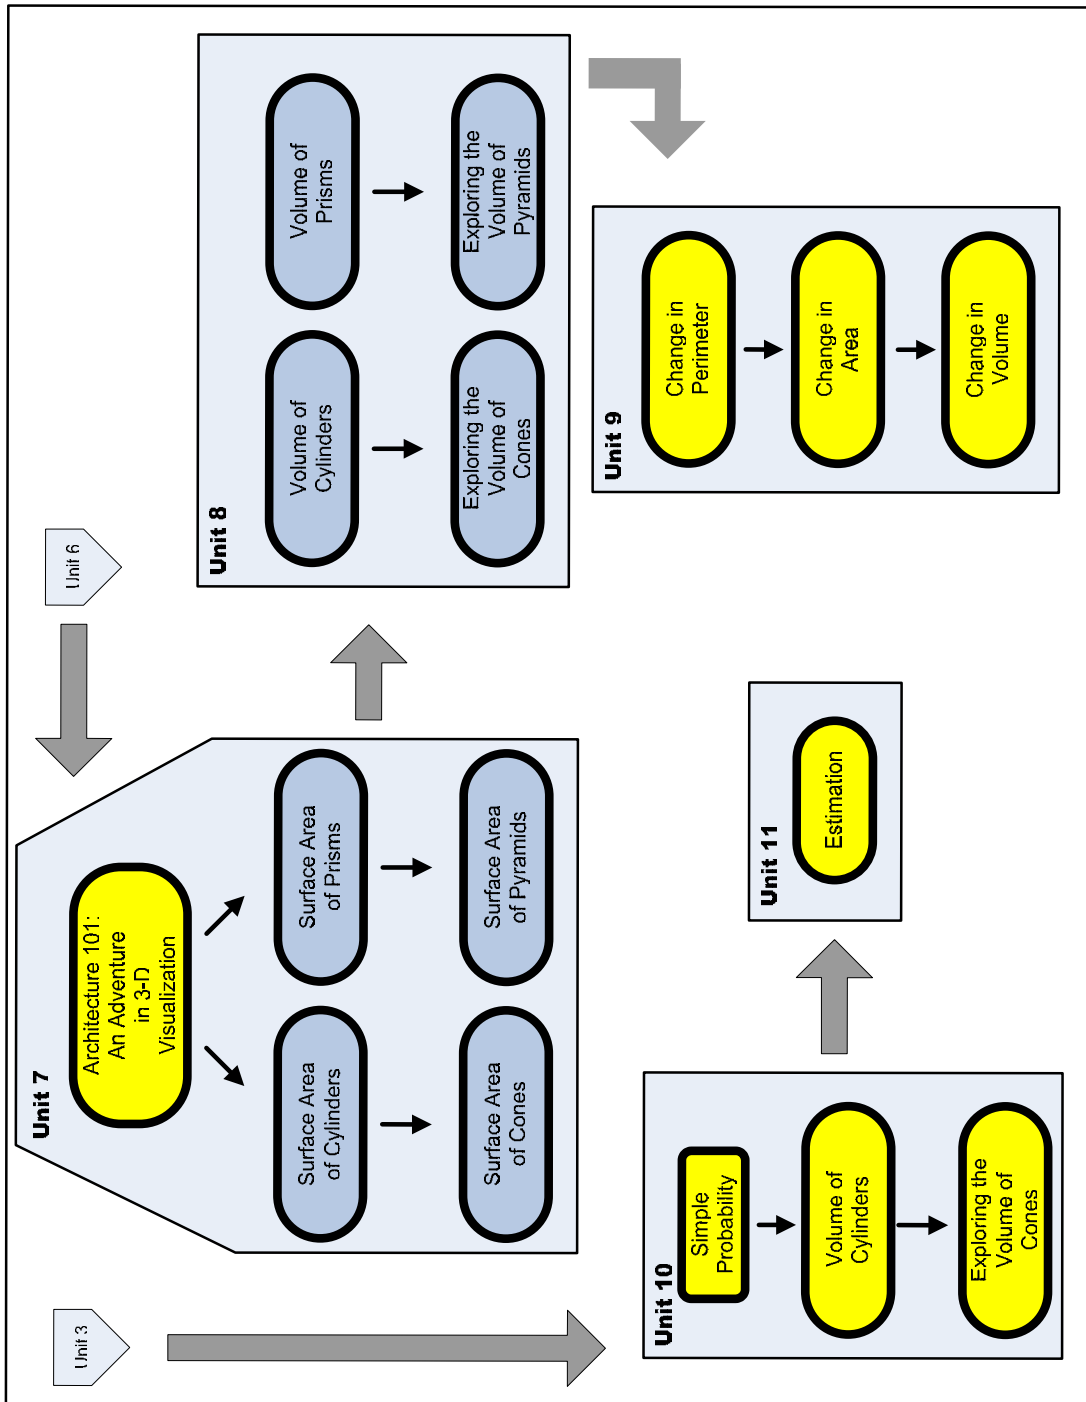 Unit 3
Unit 7
Architecture 101:
An Adventure
in 3-D
Visualization
Surface Area
of Cylinders
Surface Area
of Prisms
Surface Area
of Cones
Surface Area
of Pyramids
Unit 6
Unit 8
Volume of
Cylinders
Volume of
Prisms
Exploring the
Volume of
Cones
Exploring the
Volume of
Pyramids
Unit 9
Change in
Perimeter
Change in
Area
Change in
Volume
Unit 10
Simple
Probability
Volume of
Cylinders
Exploring the
Volume of
Cones
Unit 11
Estimation